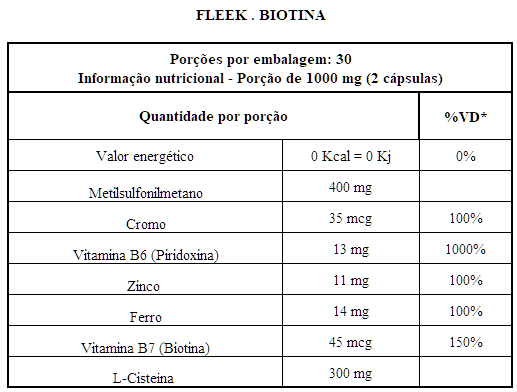 FLEEK . BIOTINA
Porções por embalagem: 30
Informação nutricional - Porção de 1000 mg (2 cápsulas)
Quantidade por porção %VD*
Valor energético 0 Kcal = 0 Kj 0%
Metilsulfonilmetano 400 mg
Cromo 35 mcg 100%
Vitamina B6 (Piridoxina) 13 mg 1000%
Zinco 11 mg 100%
Ferro 14 mg 100%
Vitamina B7 (Biotina) 45 mcg 150%
L-Cisteína 300 mg